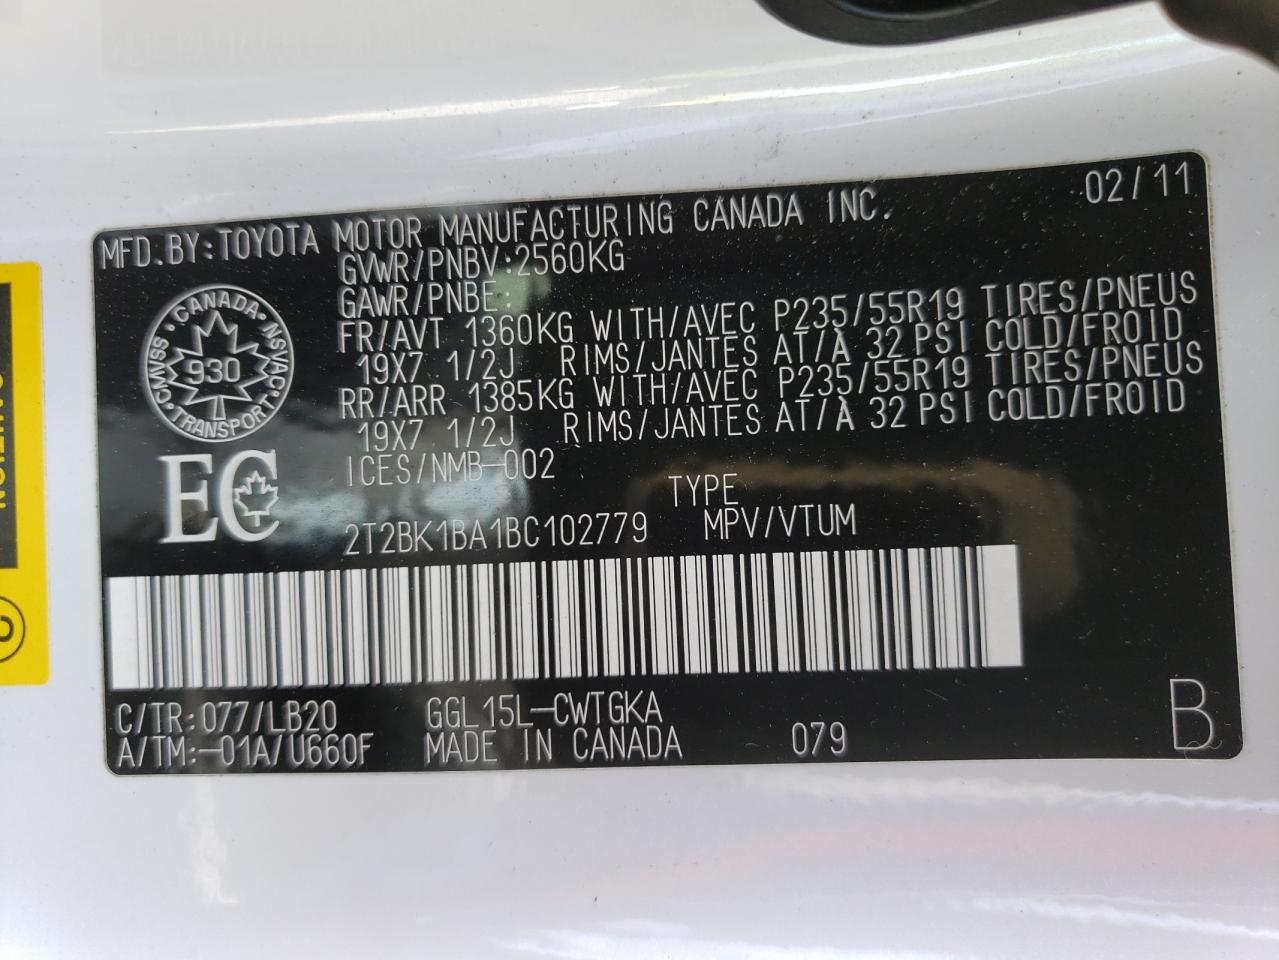 MFD.BY:TOYOTA MOTOR MANUFACTURING CANADA INC. 02/11
GVWR/PNBV:2560KG
GAWR/PNBE:
FR/AVT 1360KG WITH/AVEC P235/55R19 TIRES/PNEUS
19X7 1/2J RIMS/JANTES AT/A 32 PSI COLD/FROID
RR/ARR 1385KG WITH/AVEC P235/55R19 TIRES/PNEUS
19X7 1/2J RIMS/JANTES AT/A 32 PSI COLD/FROID
ICES/NMB-002
CANADA
CMVSS NSVAC
930
TRANSPORT
EC
TYPE
2T2BK1BA1BC102779 MPV/VTUM
C/TR:077/LB20 GGL15L-CWTGKA
A/TM:-01A/U660F MADE IN CANADA 079 B